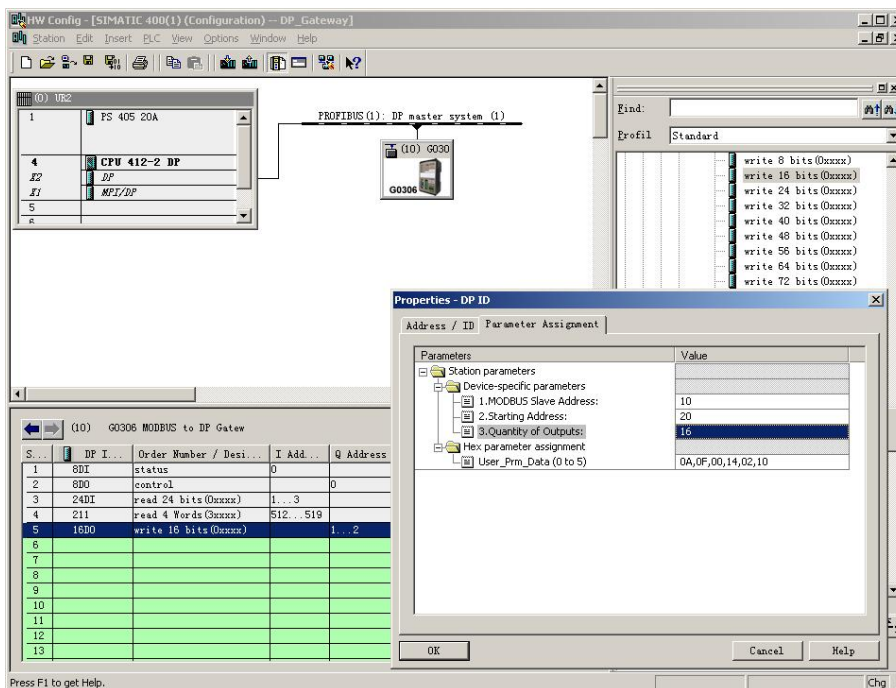 HW Config - [SIMATIC 400(1) (Configuration) -- DP_Gateway]
Station Edit Insert PLC View Options Window Help
(0) UR2
1 PS 405 20A
4 CPU 412-2 DP
X2 DP
X1 MPI/DP
5
6
PROFIBUS(1): DP master system (1)
(10) G030
G0306
Find:
Profil Standard
write 8 bits(0xxxx)
write 16 bits(0xxxx)
write 24 bits(0xxxx)
write 32 bits(0xxxx)
write 40 bits(0xxxx)
write 48 bits(0xxxx)
write 56 bits(0xxxx)
write 64 bits(0xxxx)
write 72 bits(0xxxx)
Properties - DP ID
Address / ID Parameter Assignment
Parameters Value
Station parameters
Device-specific parameters
1.MODBUS Slave Address: 10
2.Starting Address: 20
3.Quantity of Outputs: 16
Hex parameter assignment
User_Prm_Data (0 to 5) 0A,0F,00,14,02,10
OK Cancel Help
(10) G0306 MODBUS to DP Gatew
S... DP I... Order Number / Desi... I Add... Q Address
1 8DI status 0
2 8DO control 0
3 24DI read 24 bits(0xxxx) 1...3
4 211 read 4 Words(3xxxx) 512...519
5 16DO write 16 bits(0xxxx) 1...2
6
7
8
9
10
11
12
13
Press F1 to get Help. Chg